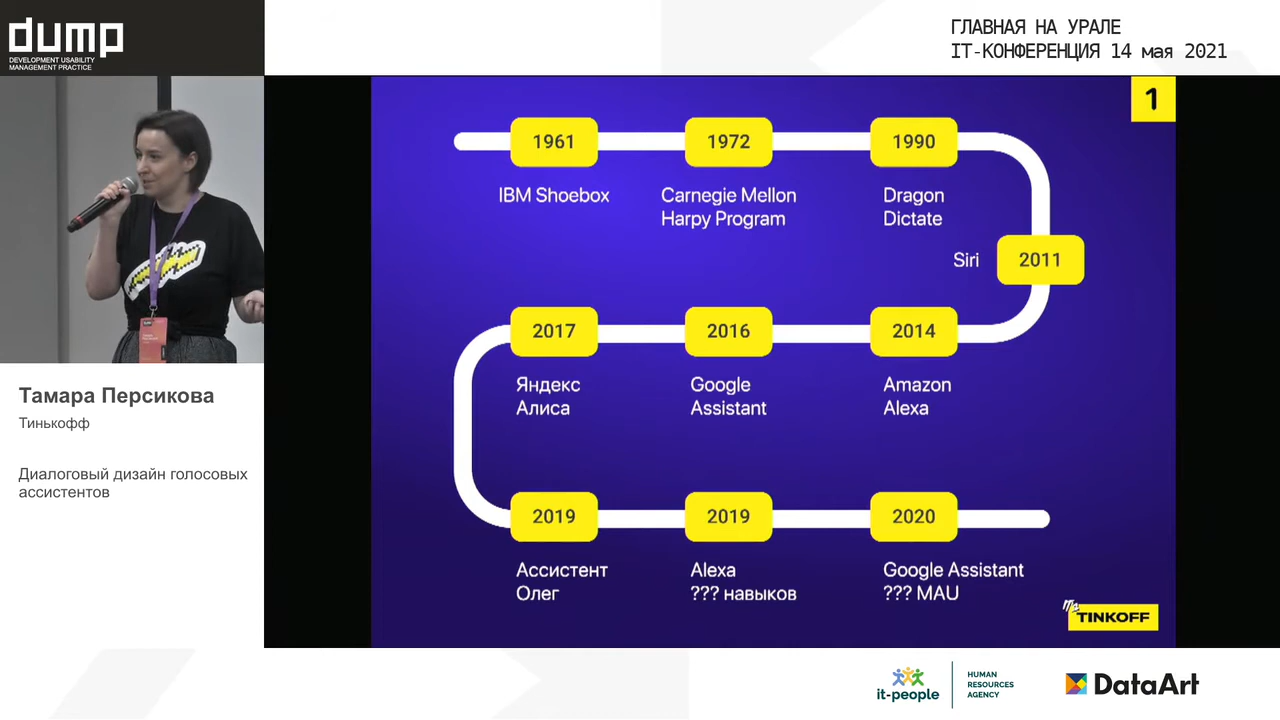 dump
DEVELOPMENT USABILITY
MANAGEMENT PRACTICE
ГЛАВНАЯ НА УРАЛЕ
IT-КОНФЕРЕНЦИЯ 14 мая 2021
1
1961
1972
1990
IBM Shoebox
Carnegie Mellon
Harpy Program
Dragon
Dictate
Siri
2011
2017
2016
2014
Яндекс
Алиса
Google
Assistant
Amazon
Alexa
2019
2019
2020
Ассистент
Олег
Alexa
??? навыков
Google Assistant
??? MAU
TINKOFF
Тамара Персикова
Тинькофф
Диалоговый дизайн голосовых
ассистентов
it-people
HUMAN
RESOURCES
AGENCY
DataArt